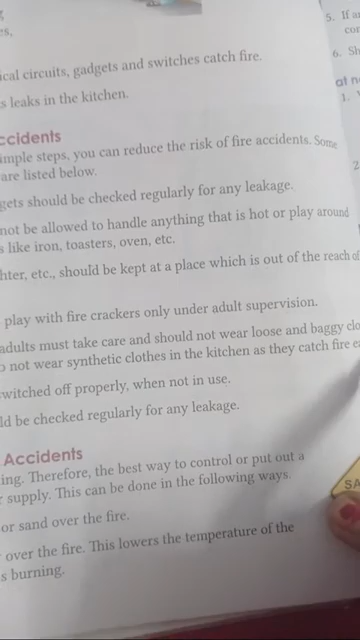 es,
ical circuits, gadgets and switches catch fire.
s leaks in the kitchen.
ccidents
imple steps, you can reduce the risk of fire accidents. Some
are listed below.
gets should be checked regularly for any leakage.
not be allowed to handle anything that is hot or play around
s like iron, toasters, oven, etc.
hter, etc., should be kept at a place which is out of the reach of
play with fire crackers only under adult supervision.
adults must take care and should not wear loose and baggy clo
o not wear synthetic clothes in the kitchen as they catch fire ea
switched off properly, when not in use.
ld be checked regularly for any leakage.
Accidents
ing. Therefore, the best way to control or put out a
r supply. This can be done in the following ways.
or sand over the fire.
over the fire. This lowers the temperature of the
s burning.
5. If a
con
6. Sh
at n
1.
2
SA